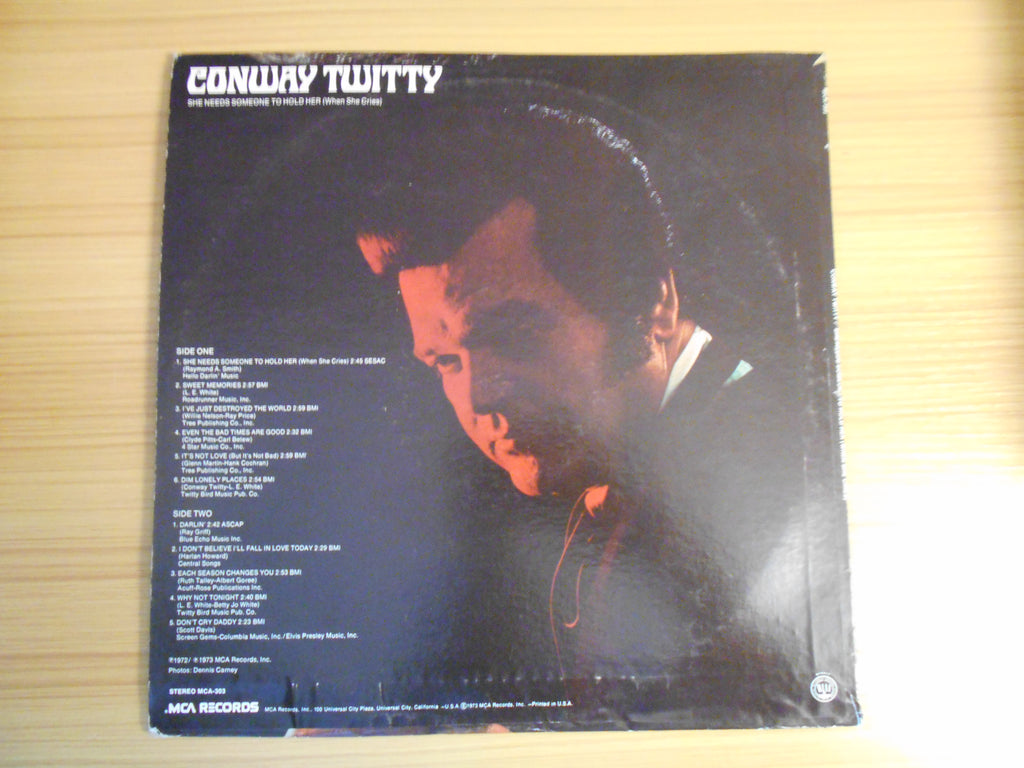 CONWAY TWITTY
SHE NEEDS SOMEONE TO HOLD HER (When She Cries)
SIDE ONE
1. SHE NEEDS SOMEONE TO HOLD HER (When She Cries) 2:45 SESAC
(Raymond A. Smith)
Hello Darlin' Music
2. SWEET MEMORIES 2:57 BMI
(L. E. White)
Roadrunner Music, Inc.
3. I'VE JUST DESTROYED THE WORLD 2:59 BMI
(Willie Nelson-Ray Price)
Tree Publishing Co., Inc.
4. EVEN THE BAD TIMES ARE GOOD 2:32 BMI
(Clyde Pitts-Carl Belew)
4 Star Music Co., Inc.
5. IT'S NOT LOVE (But It's Not Bad) 2:59 BMI
(Glenn Martin-Hank Cochran)
Tree Publishing Co., Inc.
6. DIM LONELY PLACES 2:54 BMI
(Conway Twitty-L. E. White)
Twitty Bird Music Pub. Co.
SIDE TWO
1. DARLIN' 2:42 ASCAP
(Ray Griff)
Blue Echo Music Inc.
2. I DON'T BELIEVE I'LL FALL IN LOVE TODAY 2:29 BMI
(Harlan Howard)
Central Songs
3. EACH SEASON CHANGES YOU 2:53 BMI
(Ruth Talley-Albert Goree)
Acuff-Rose Publications Inc.
4. WHY NOT TONIGHT 2:40 BMI
(L. E. White-Betty Jo White)
Twitty Bird Music Pub. Co.
5. DON'T CRY DADDY 2:23 BMI
(Scott Davis)
Screen Gems-Columbia Music, Inc./Elvis Presley Music, Inc.
℗1972/ ℗1973 MCA Records, Inc.
Photos: Dennis Carney
STEREO MCA-303
.MCA RECORDS MCA Records, Inc., 100 Universal City Plaza, Universal City, California —U S A ©1973 MCA Records, Inc. —Printed in U.S.A.